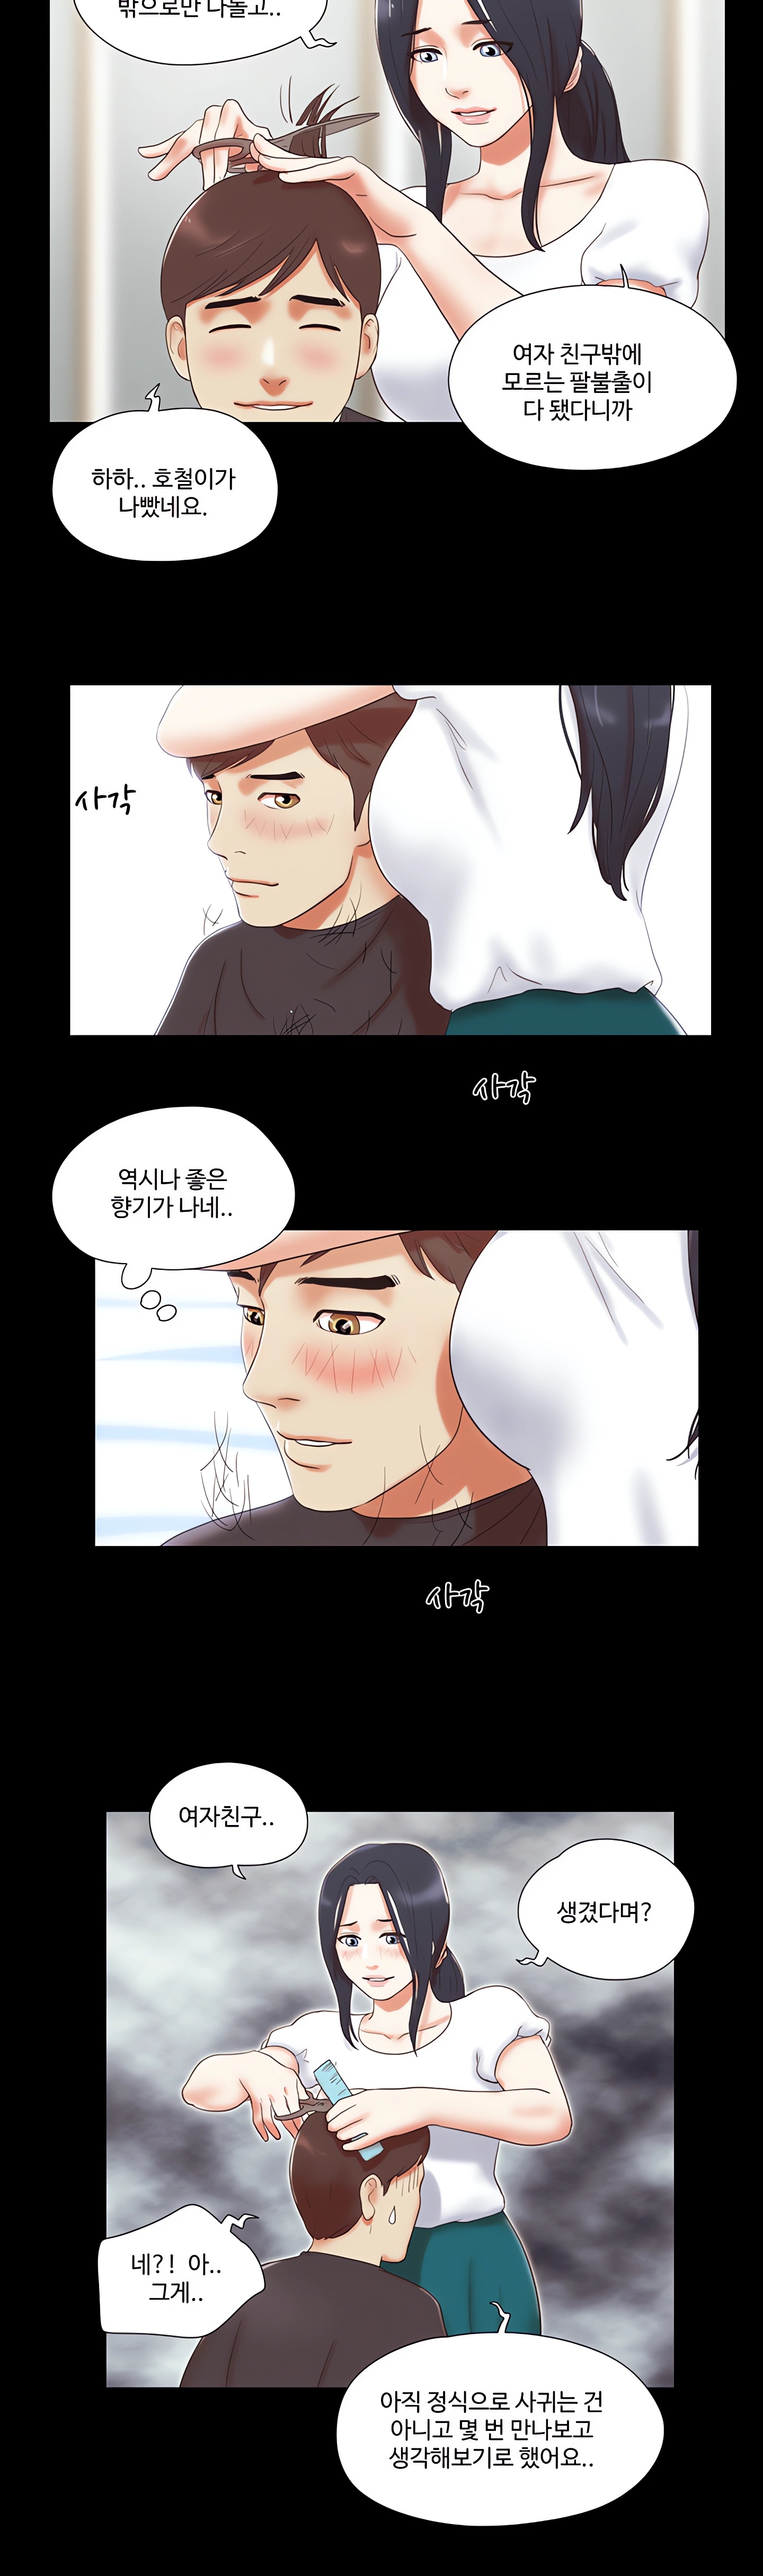 밖으로만 나돌고..
여자 친구밖에
모르는 팔불출이
다 됐다니까
하하.. 호철이가
나빴네요.
사각
사각
역시나 좋은
향기가 나네..
사각
여자친구..
생겼다며?
네?! 아..
그게..
아직 정식으로 사귀는 건
아니고 몇 번 만나보고
생각해보기로 했어요..